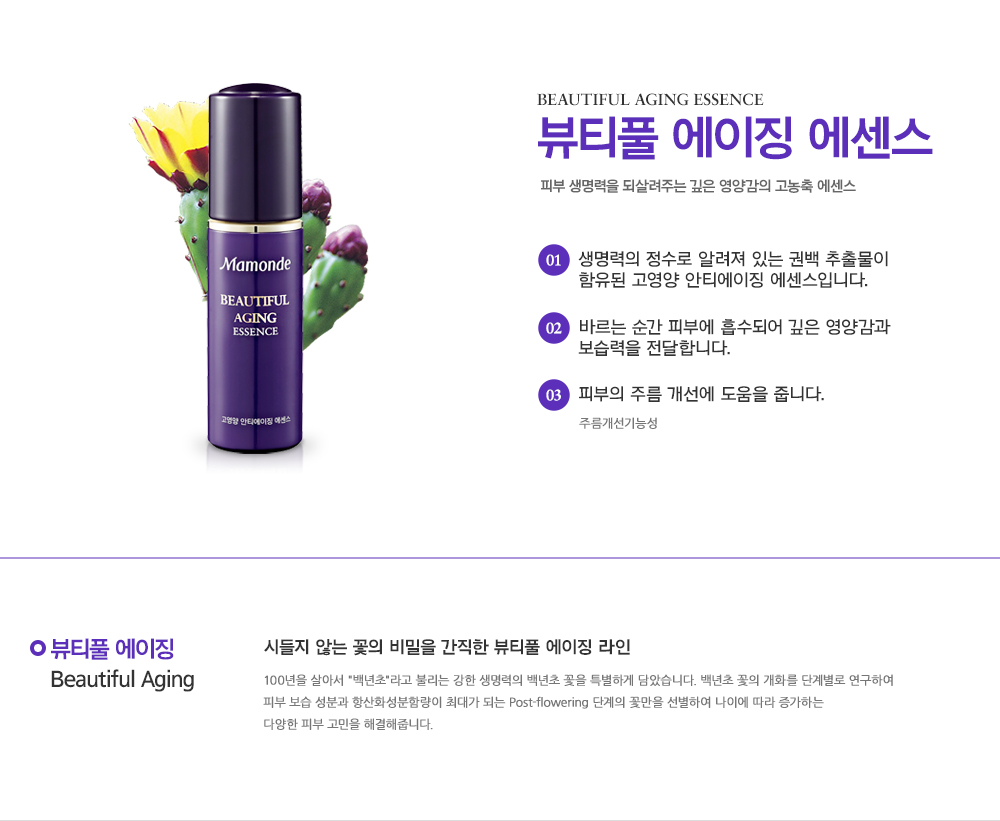 BEAUTIFUL AGING ESSENCE
뷰티풀 에이징 에센스
피부 생명력을 되살려주는 깊은 영양감의 고농축 에센스
01 생명력의 정수로 알려져 있는 권백 추출물이
함유된 고영양 안티에이징 에센스입니다.
02 바르는 순간 피부에 흡수되어 깊은 영양감과
보습력을 전달합니다.
03 피부의 주름 개선에 도움을 줍니다.
주름개선기능성
Mamonde
BEAUTIFUL
AGING
ESSENCE
고영양 안티에이징 에센스
뷰티풀 에이징
Beautiful Aging
시들지 않는 꽃의 비밀을 간직한 뷰티풀 에이징 라인
100년을 살아서 "백년초"라고 불리는 강한 생명력의 백년초 꽃을 특별하게 담았습니다. 백년초 꽃의 개화를 단계별로 연구하여
피부 보습 성분과 항산화성분함량이 최대가 되는 Post-flowering 단계의 꽃만을 선별하여 나이에 따라 증가하는
다양한 피부 고민을 해결해줍니다.